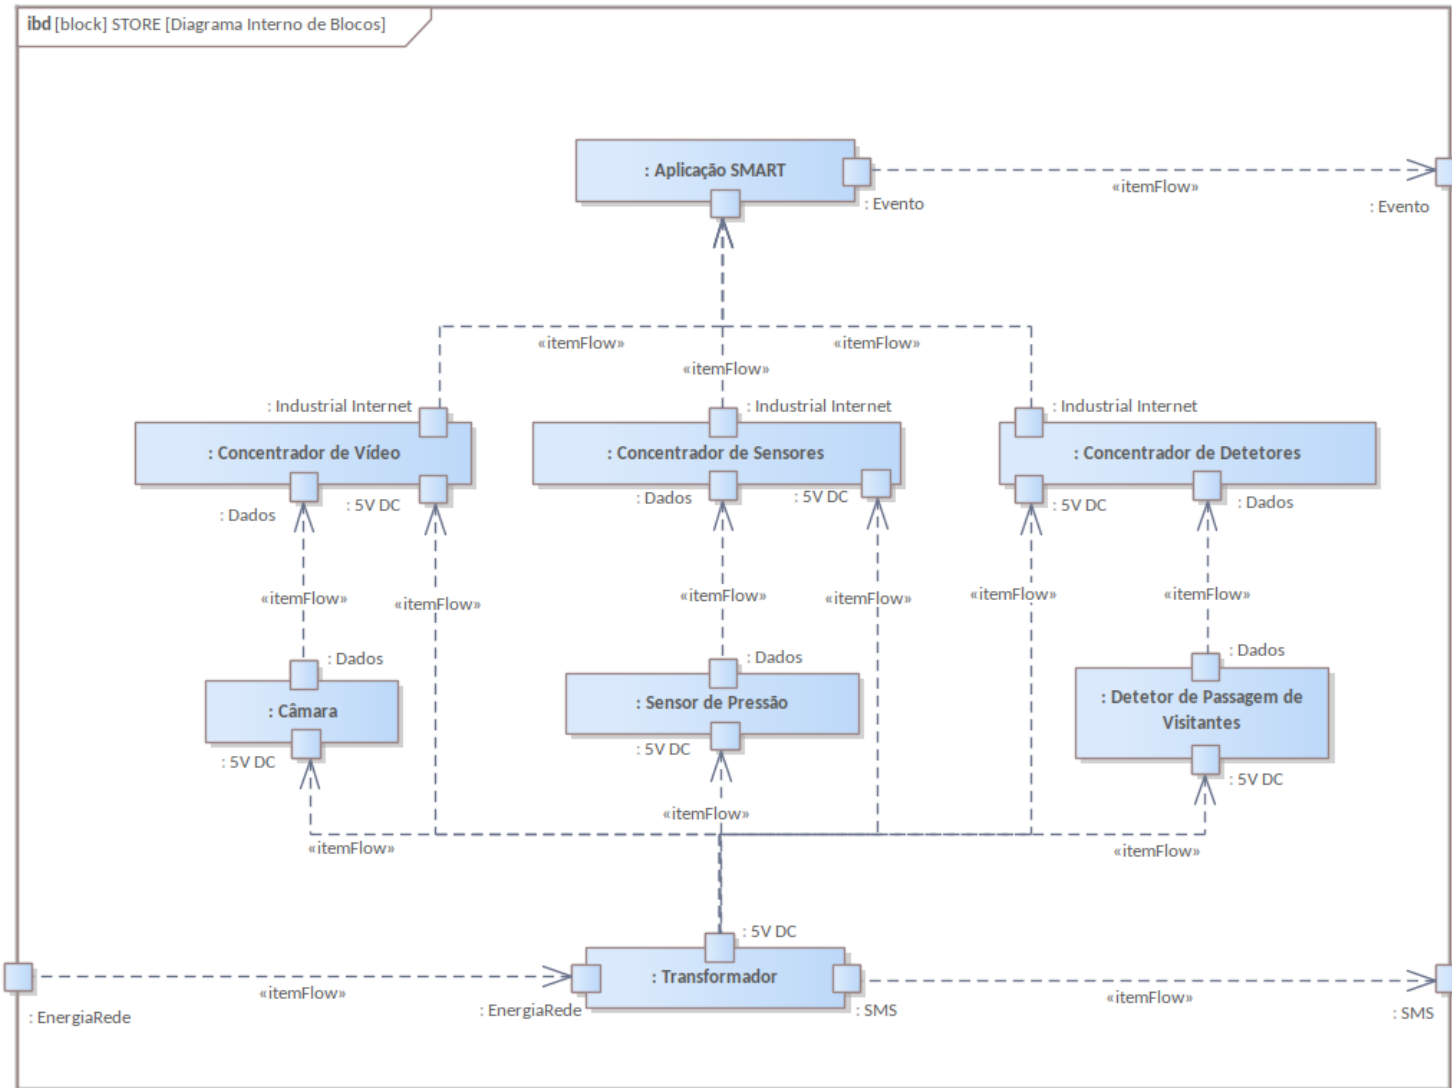 ibd [block] STORE [Diagrama Interno de Blocos]
: Aplicação SMART
«itemFlow»
: Evento
: Evento
«itemFlow»
«itemFlow»
«itemFlow»
: Industrial Internet
: Industrial Internet
: Industrial Internet
: Concentrador de Vídeo
: Concentrador de Sensores
: Concentrador de Detetores
: Dados
: 5V DC
: Dados
: 5V DC
: 5V DC
: Dados
«itemFlow»
«itemFlow»
«itemFlow»
«itemFlow»
«itemFlow»
«itemFlow»
: Dados
: Dados
: Dados
: Câmara
: Sensor de Pressão
: Detetor de Passagem de
Visitantes
: 5V DC
: 5V DC
: 5V DC
«itemFlow»
«itemFlow»
«itemFlow»
: 5V DC
: Transformador
«itemFlow»
«itemFlow»
: EnergiaRede
: EnergiaRede
: SMS
: SMS